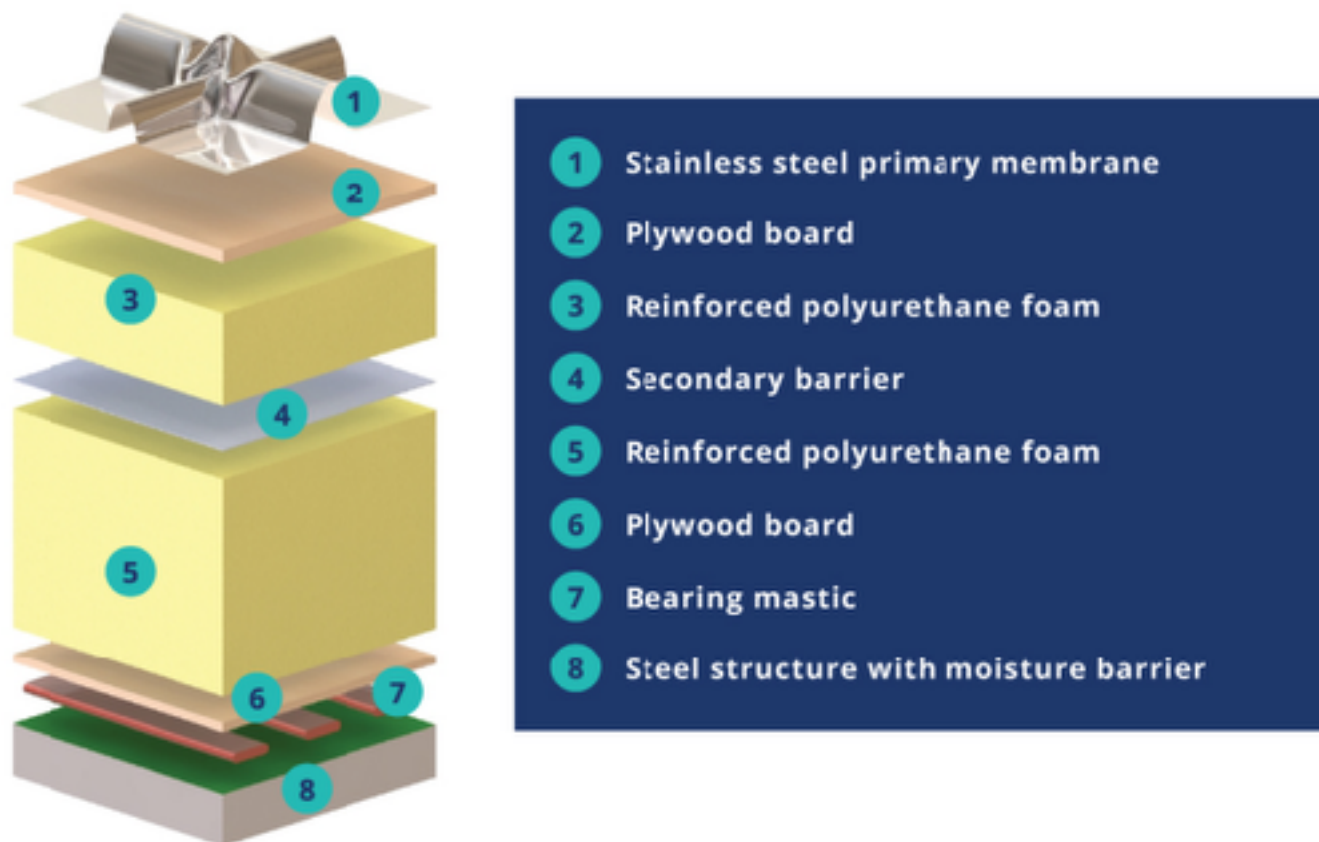 1
2
3
4
5
6
7
8
1 Stainless steel primary membrane
2 Plywood board
3 Reinforced polyurethane foam
4 Secondary barrier
5 Reinforced polyurethane foam
6 Plywood board
7 Bearing mastic
8 Steel structure with moisture barrier